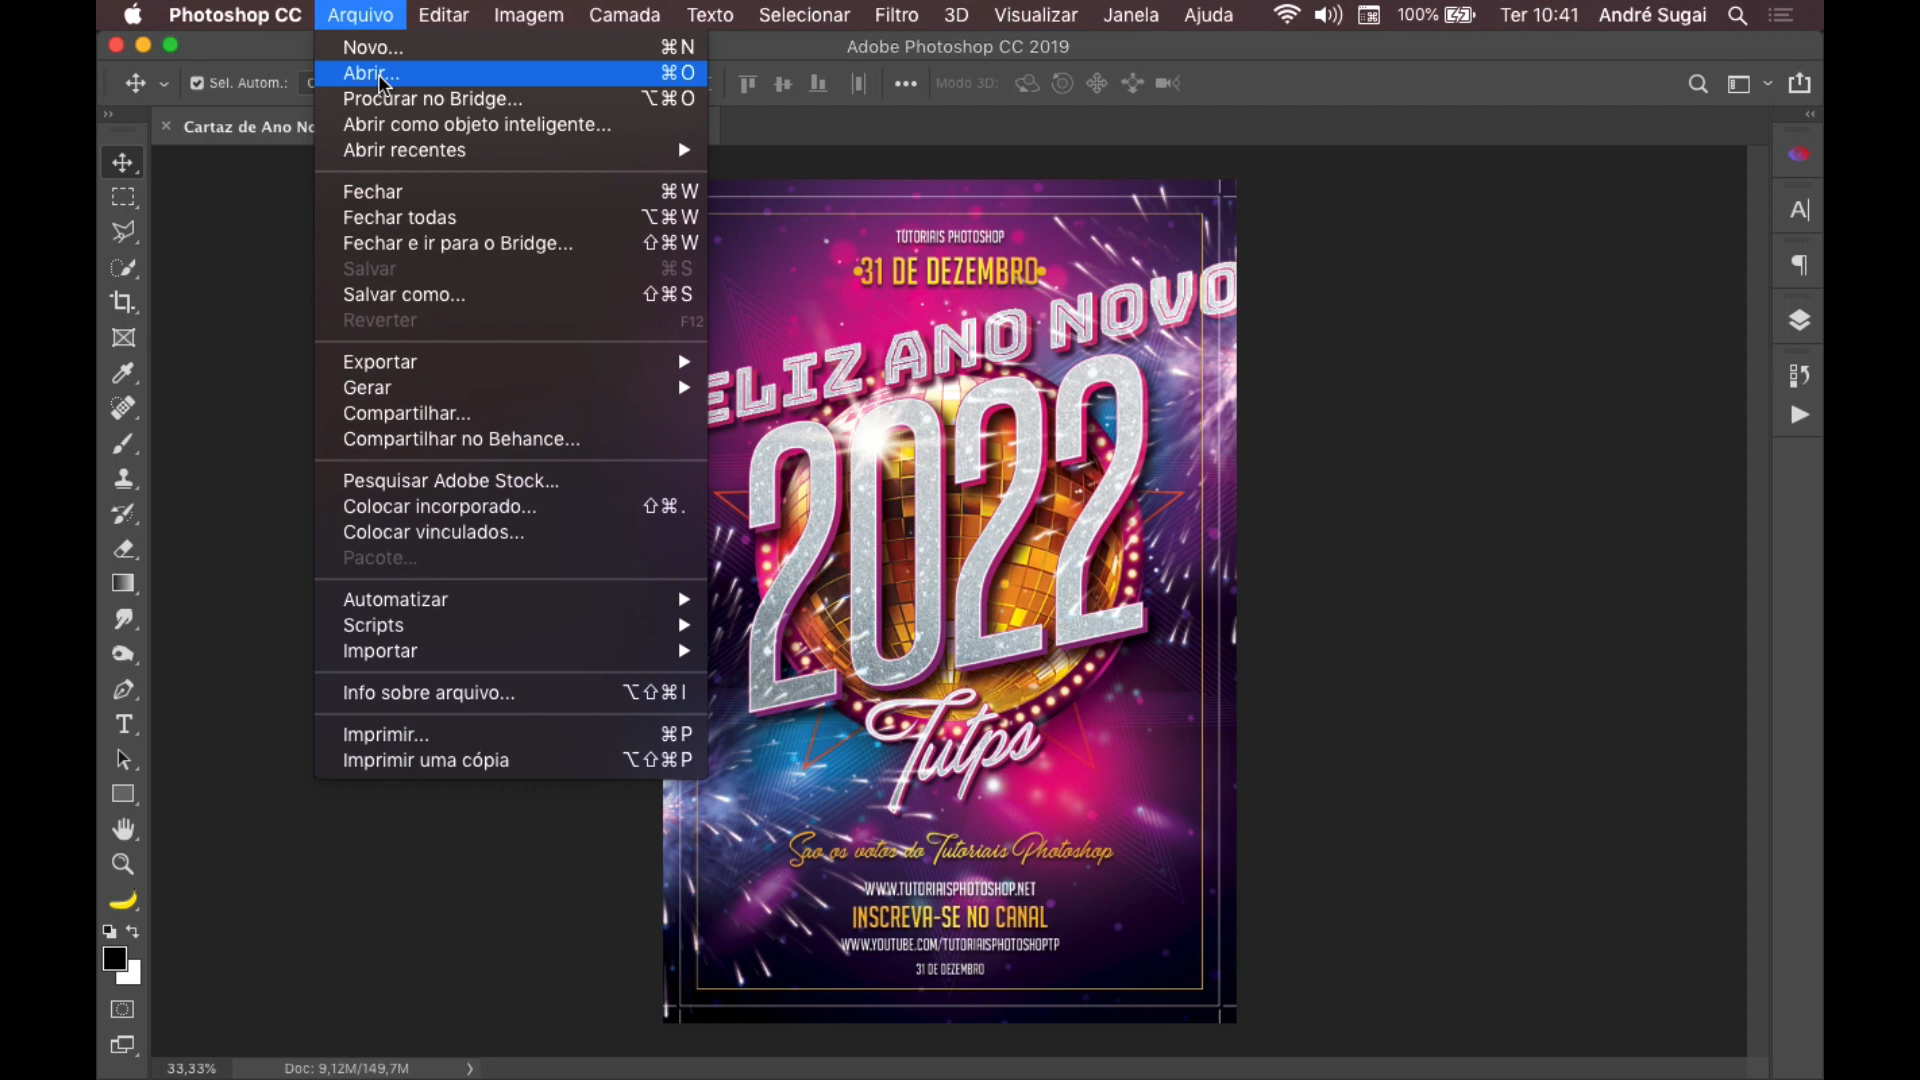 Photoshop CC Arquivo Editar Imagem Camada Texto Selecionar Filtro 3D Visualizar Janela Ajuda 100% Ter 10:41 André Sugai
Adobe Photoshop CC 2019
Sel. Autom.: Modo 3D:
Cartaz de Ano No
Novo... ⌘N
Abrir... ⌘O
Procurar no Bridge... ⌥⌘O
Abrir como objeto inteligente...
Abrir recentes
Fechar ⌘W
Fechar todas ⌥⌘W
Fechar e ir para o Bridge... ⇧⌘W
Salvar ⌘S
Salvar como... ⇧⌘S
Reverter F12
Exportar
Gerar
Compartilhar...
Compartilhar no Behance...
Pesquisar Adobe Stock...
Colocar incorporado... ⇧⌘.
Colocar vinculados...
Pacote...
Automatizar
Scripts
Importar
Info sobre arquivo... ⌥⇧⌘I
Imprimir... ⌘P
Imprimir uma cópia ⌥⇧⌘P
TUTORIAIS PHOTOSHOP
31 DE DEZEMBRO
ELIZ ANO NOVO
2022
Tutps
Sao os votos do Tutoriais Photoshop
WWW.TUTORIAISPHOTOSHOP.NET
INSCREVA-SE NO CANAL
WWW.YOUTUBE.COM/TUTORIAISPHOTOSHOPTP
31 DE DEZEMBRO
33,33% Doc: 9,12M/149,7M